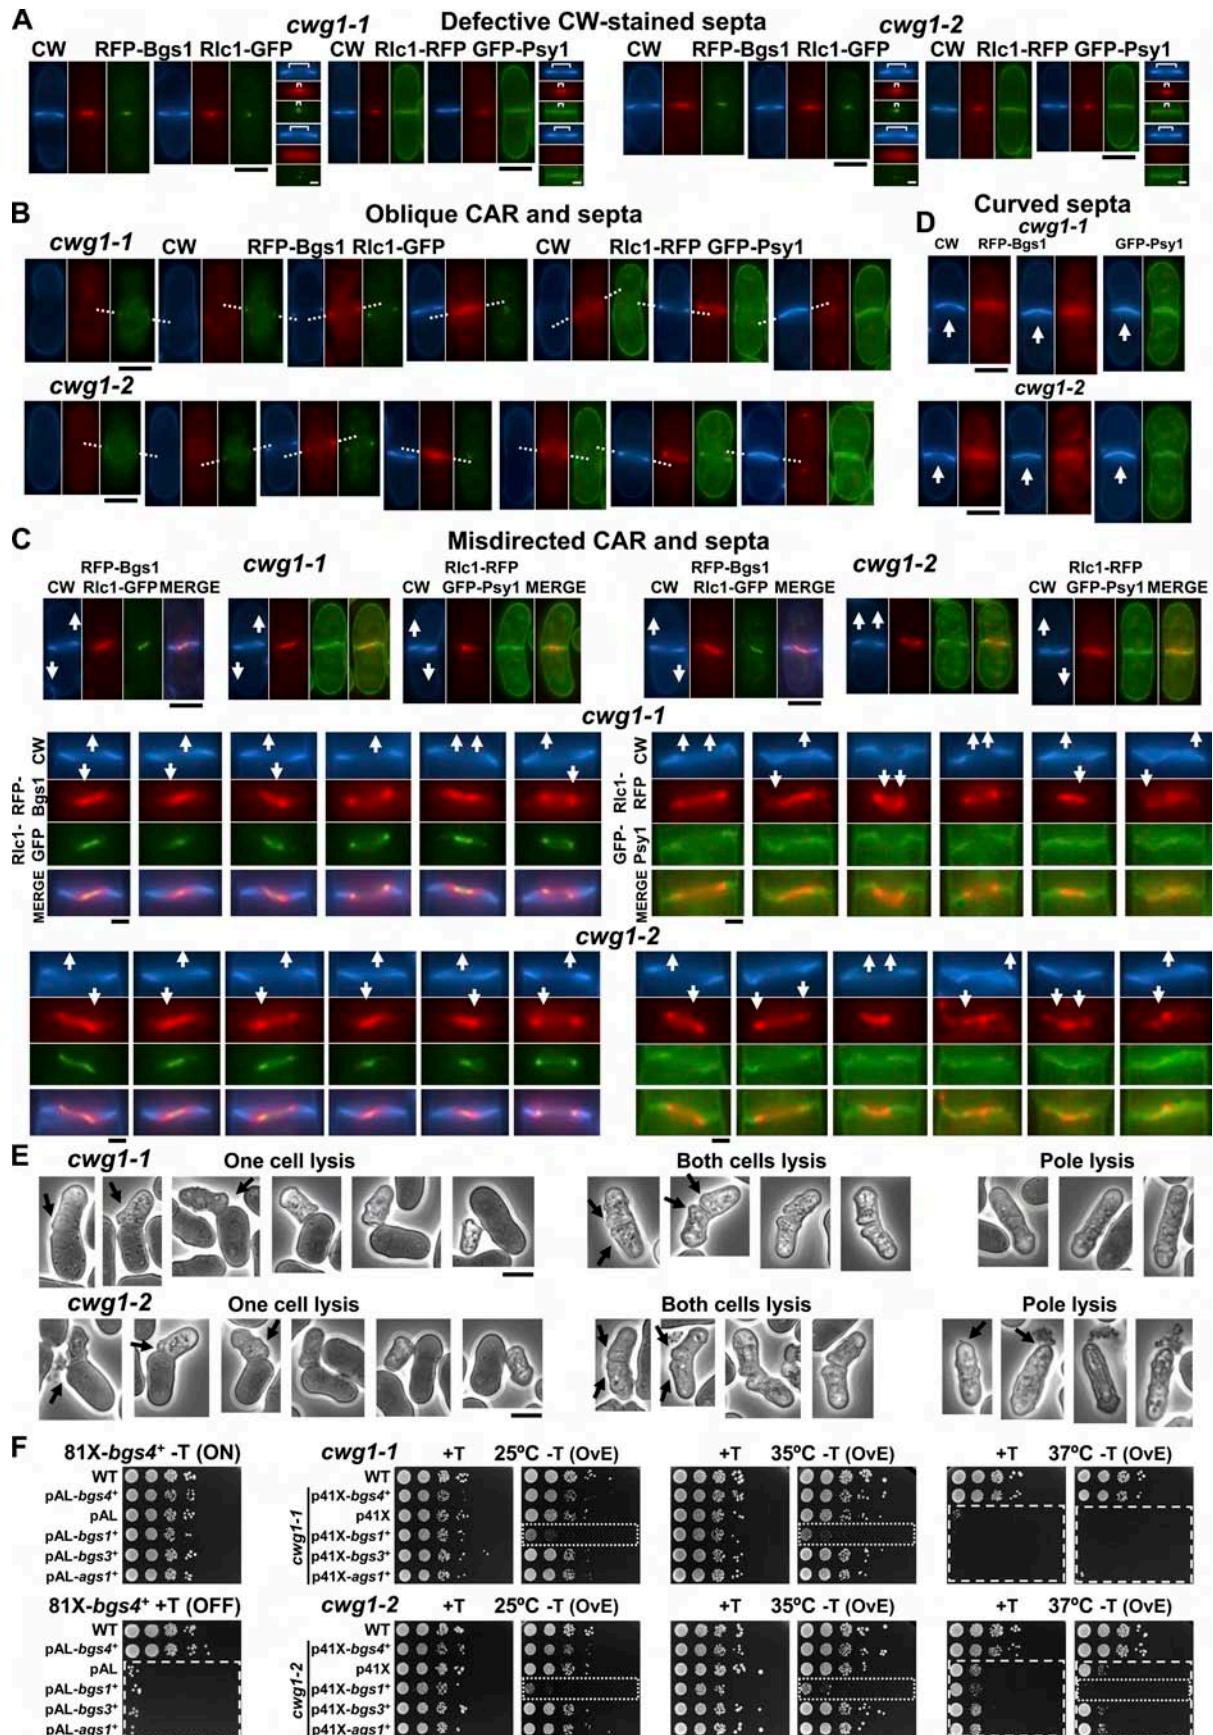 A
Defective CW-stained septa
cwg1-1
cwg1-2
CW RFP-Bgs1 Rlc1-GFP CW Rlc1-RFP GFP-Psy1
CW RFP-Bgs1 Rlc1-GFP CW Rlc1-RFP GFP-Psy1
B
Oblique CAR and septa
cwg1-1 CW RFP-Bgs1 Rlc1-GFP CW Rlc1-RFP GFP-Psy1
cwg1-2
D
Curved septa
cwg1-1
CW RFP-Bgs1 GFP-Psy1
cwg1-2
C
Misdirected CAR and septa
cwg1-1
cwg1-2
RFP-Bgs1
CW Rlc1-GFP MERGE
Rlc1-RFP
CW GFP-Psy1 MERGE
RFP-Bgs1
CW Rlc1-GFP MERGE
Rlc1-RFP
CW GFP-Psy1 MERGE
cwg1-1
CW
RFP-Bgs1
Rlc1-GFP
MERGE
CW
Rlc1-RFP
GFP-Psy1
MERGE
cwg1-2
E
cwg1-1 One cell lysis Both cells lysis Pole lysis
cwg1-2 One cell lysis Both cells lysis Pole lysis
F
81X-bgs4+ -T (ON)
WT
pAL-bgs4+
pAL
pAL-bgs1+
pAL-bgs3+
pAL-ags1+
cwg1-1 +T 25ºC -T (OvE) +T 35ºC -T (OvE) +T 37ºC -T (OvE)
WT
p41X-bgs4+
p41X
p41X-bgs1+
p41X-bgs3+
p41X-ags1+
cwg1-1
81X-bgs4+ +T (OFF)
WT
pAL-bgs4+
pAL
pAL-bgs1+
pAL-bgs3+
pAL-ags1+
cwg1-2 +T 25ºC -T (OvE) +T 35ºC -T (OvE) +T 37ºC -T (OvE)
WT
p41X-bgs4+
p41X
p41X-bgs1+
p41X-bgs3+
p41X-ags1+
cwg1-2